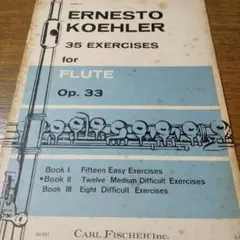 ERNESTO
KOEHLER
35 EXERCISES
for
FLUTE
Op. 33
Book I Fifteen Easy Exercises
*Book II Twelve Medium Difficult Exercises
Book III Eight Difficult Exercises
CARL FISCHER Inc.